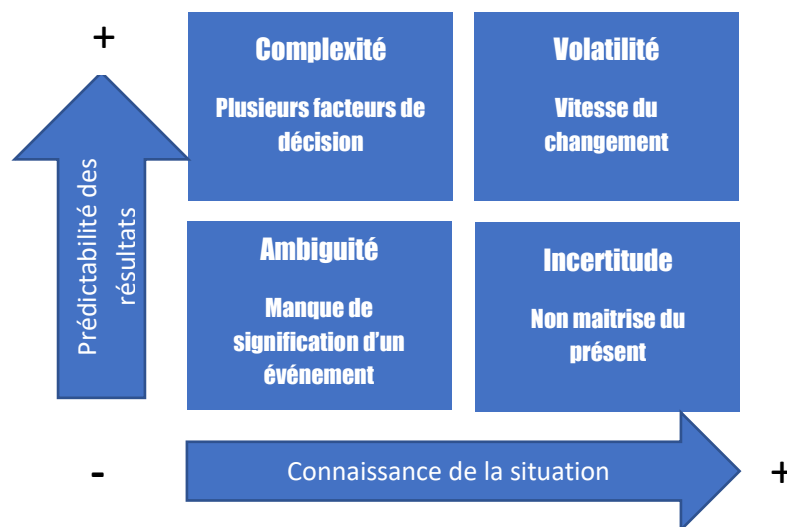 +
Complexité
Plusieurs facteurs de
décision
Volatilité
Vitesse du
changement
Prédictabilité des
résultats
Ambiguité
Manque de
signification d'un
événement
Incertitude
Non maitrise du
présent
-
Connaissance de la situation
+